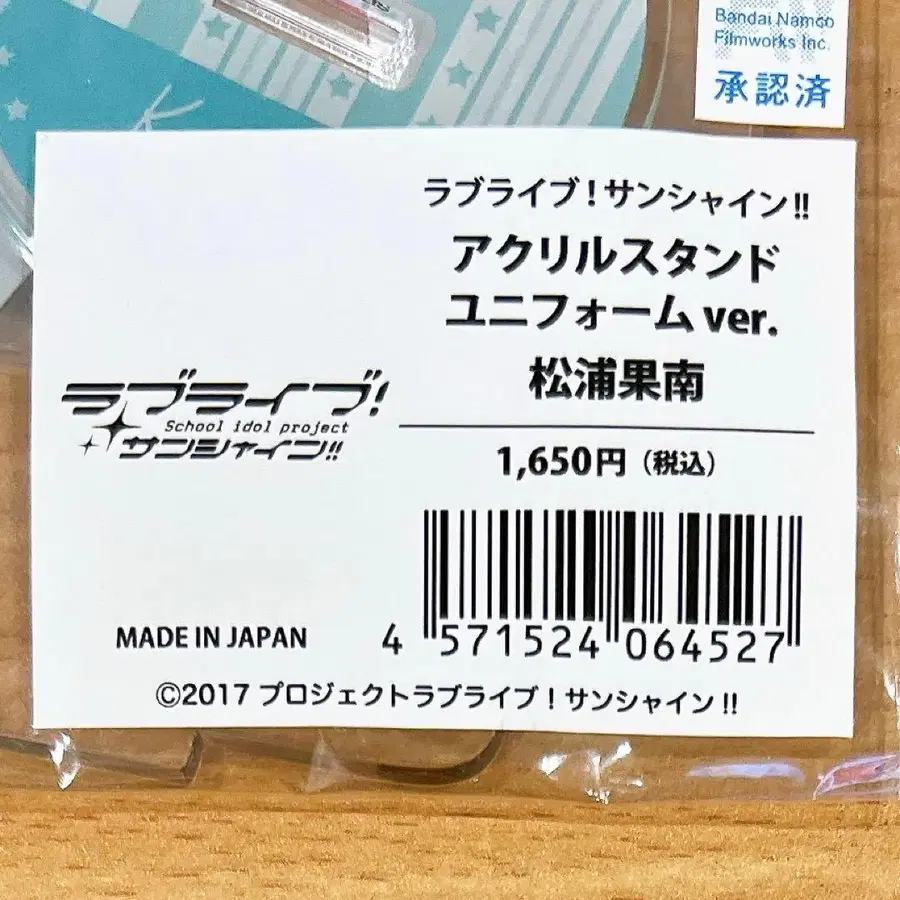 Bandai Namco
Filmworks Inc.
承認済
ラブライブ！サンシャイン!!
アクリルスタンド
ユニフォームver.
松浦果南
ラブライブ！
School idol project
サンシャイン!!
1,650円（税込）
MADE IN JAPAN
4 571524 064527
©2017 プロジェクトラブライブ！サンシャイン!!